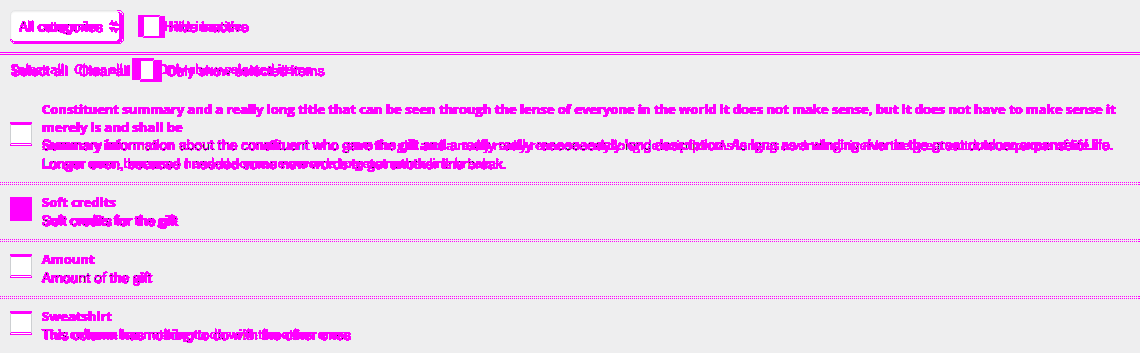 All categories Hide inactive
Select all Clear all Only show selected items
Constituent summary and a really long title that can be seen through the lense of everyone in the world it does not make sense, but it does not have to make sense it
merely is and shall be
Summary information about the constituent who gave the gift and a really really long description. As long as a winding river in the great outdoor expanse of life.
Longer even, because I needed some new words to get another line break.
Soft credits
Soft credits for the gift
Amount
Amount of the gift
Sweatshirt
This column has nothing to do with the other ones